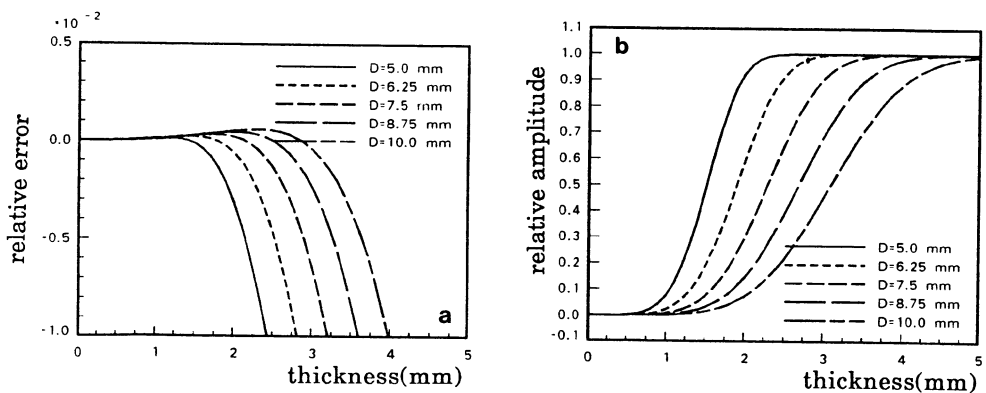 ·10 -2
0.5
0.0
-0.5
-1.0
relative error
D=5.0 mm
D=6.25 mm
D=7.5 mm
D=8.75 mm
D=10.0 mm
a
0 1 2 3 4 5
thickness(mm)
1.1
1.0
0.9
0.8
0.7
0.6
0.5
0.4
0.3
0.2
0.1
0.0
-0.1
relative amplitude
b
D=5.0 mm
D=6.25 mm
D=7.5 mm
D=8.75 mm
D=10.0 mm
0 1 2 3 4 5
thickness(mm)